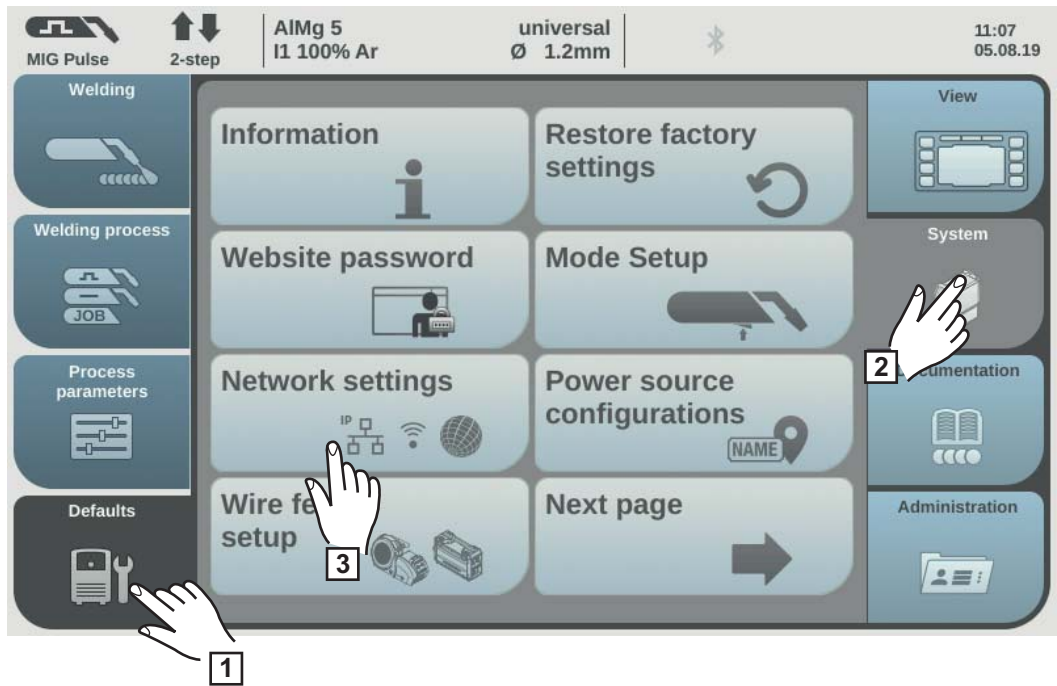 MIG Pulse
2-step
AlMg 5
I1 100% Ar
universal
Ø 1.2mm
11:07
05.08.19
Welding
Welding process
JOB
Process
parameters
Defaults
Information
Restore factory
settings
Website password
Mode Setup
Network settings
IP
Power source
configurations
NAME
Wire fe
setup
Next page
View
System
cumentation
Administration
1
2
3